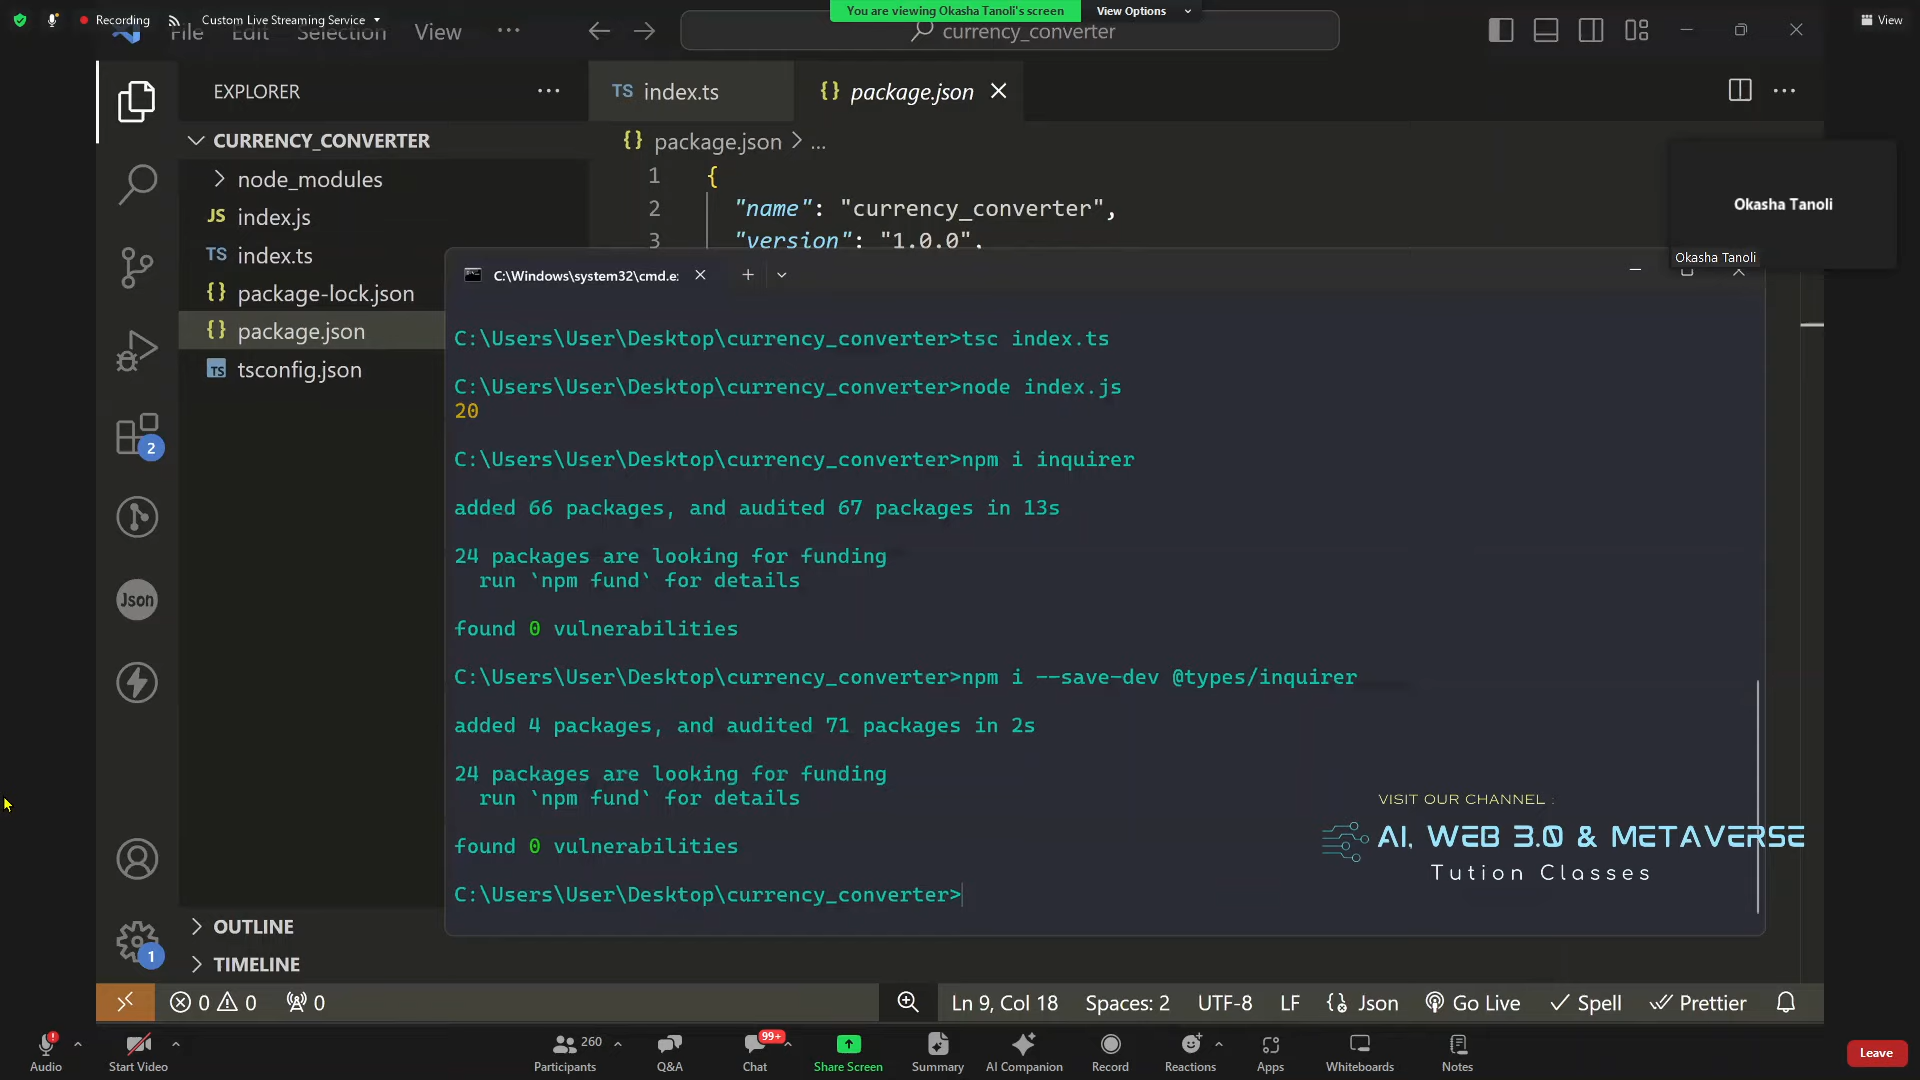 Recording
Custom Live Streaming Service
You are viewing Okasha Tanoli's screen
View Options
View
File Edit Selection View ...
currency_converter
EXPLORER
TS index.ts
{} package.json
CURRENCY_CONVERTER
{} package.json > ...
node_modules
JS index.js
TS index.ts
{} package-lock.json
{} package.json
TS tsconfig.json
1 {
2 "name": "currency_converter",
3 "version": "1.0.0",
Okasha Tanoli
Okasha Tanoli
C:\Windows\system32\cmd.e:
C:\Users\User\Desktop\currency_converter>tsc index.ts
C:\Users\User\Desktop\currency_converter>node index.js
20
C:\Users\User\Desktop\currency_converter>npm i inquirer
added 66 packages, and audited 67 packages in 13s
24 packages are looking for funding
run `npm fund` for details
found 0 vulnerabilities
C:\Users\User\Desktop\currency_converter>npm i --save-dev @types/inquirer
added 4 packages, and audited 71 packages in 2s
24 packages are looking for funding
run `npm fund` for details
found 0 vulnerabilities
C:\Users\User\Desktop\currency_converter>
2
Json
1
VISIT OUR CHANNEL :
AI, WEB 3.0 & METAVERSE
Tution Classes
OUTLINE
TIMELINE
0 0 0
Ln 9, Col 18 Spaces: 2 UTF-8 LF {} Json Go Live Spell Prettier
260
99+
Audio Start Video Participants Q&A Chat Share Screen Summary AI Companion Record Reactions Apps Whiteboards Notes Leave